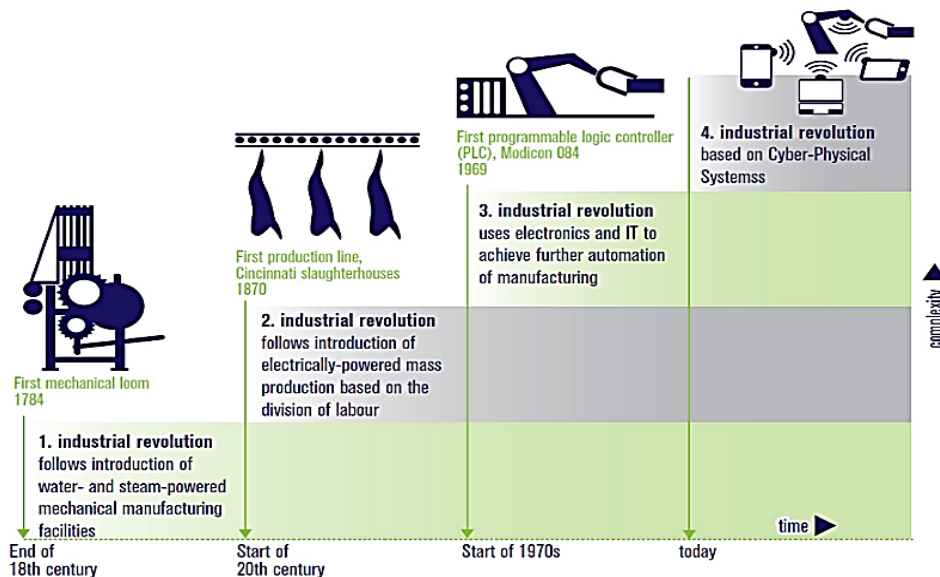 First programmable logic controller
(PLC), Modicon 084
1969
4. industrial revolution
based on Cyber-Physical
Systemss
3. industrial revolution
uses electronics and IT to
achieve further automation
of manufacturing
First production line,
Cincinnati slaughterhouses
1870
2. industrial revolution
follows introduction of
electrically-powered mass
production based on the
division of labour
First mechanical loom
1784
1. industrial revolution
follows introduction of
water- and steam-powered
mechanical manufacturing
facilities
complexity
time
End of
18th century
Start of
20th century
Start of 1970s
today